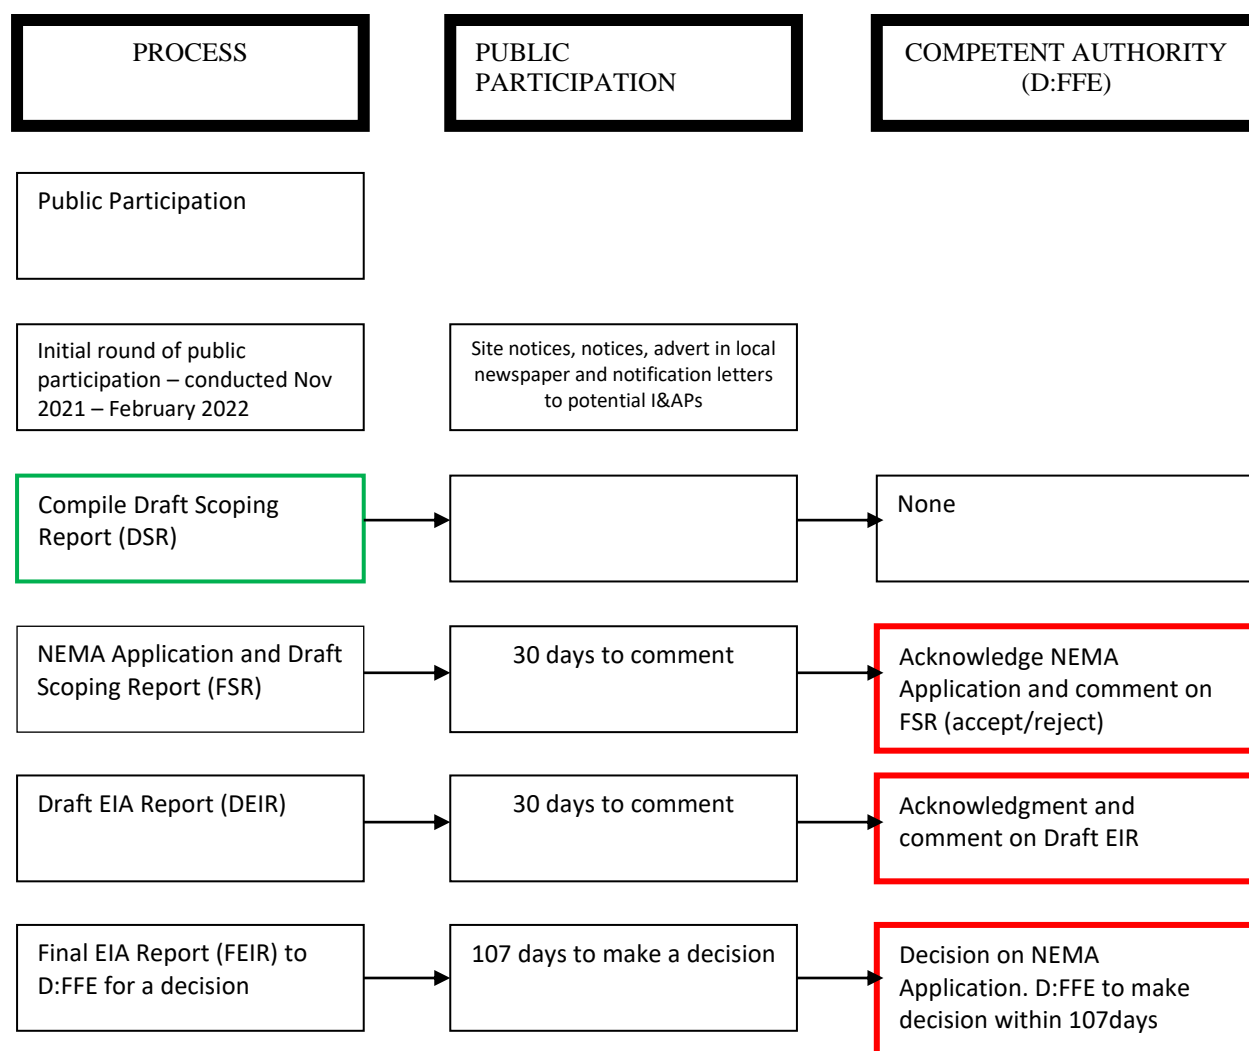 PROCESS
PUBLIC
PARTICIPATION
COMPETENT AUTHORITY
(D:FFE)
Public Participation
Initial round of public
participation – conducted Nov
2021 – February 2022
Site notices, notices, advert in local
newspaper and notification letters
to potential I&APs
Compile Draft Scoping
Report (DSR)
None
NEMA Application and Draft
Scoping Report (FSR)
30 days to comment
Acknowledge NEMA
Application and comment on
FSR (accept/reject)
Draft EIA Report (DEIR)
30 days to comment
Acknowledgment and
comment on Draft EIR
Final EIA Report (FEIR) to
D:FFE for a decision
107 days to make a decision
Decision on NEMA
Application. D:FFE to make
decision within 107days